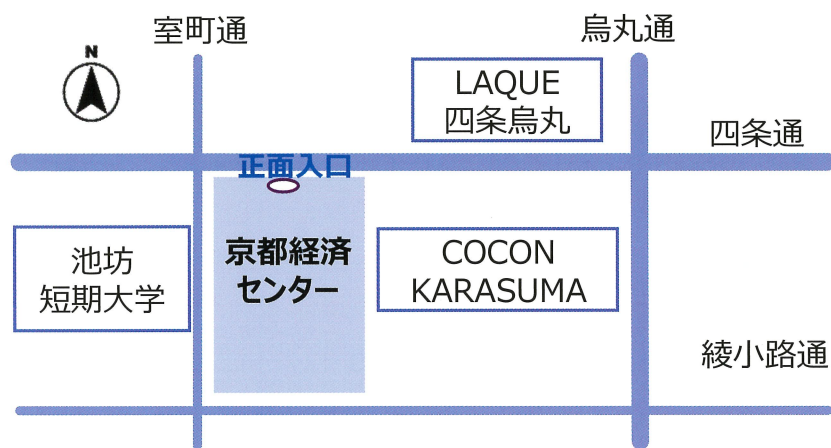 室町通
烏丸通
N
LAQUE
四条烏丸
四条通
正面入口
池坊
短期大学
京都経済
センター
COCON
KARASUMA
綾小路通